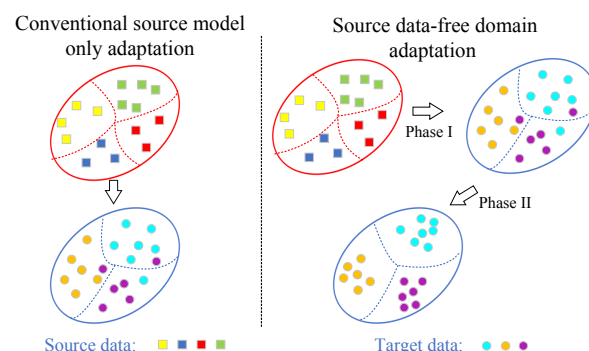 Conventional source model
only adaptation
Source data-free domain
adaptation
Phase I
Phase II
Source data:
Target data: